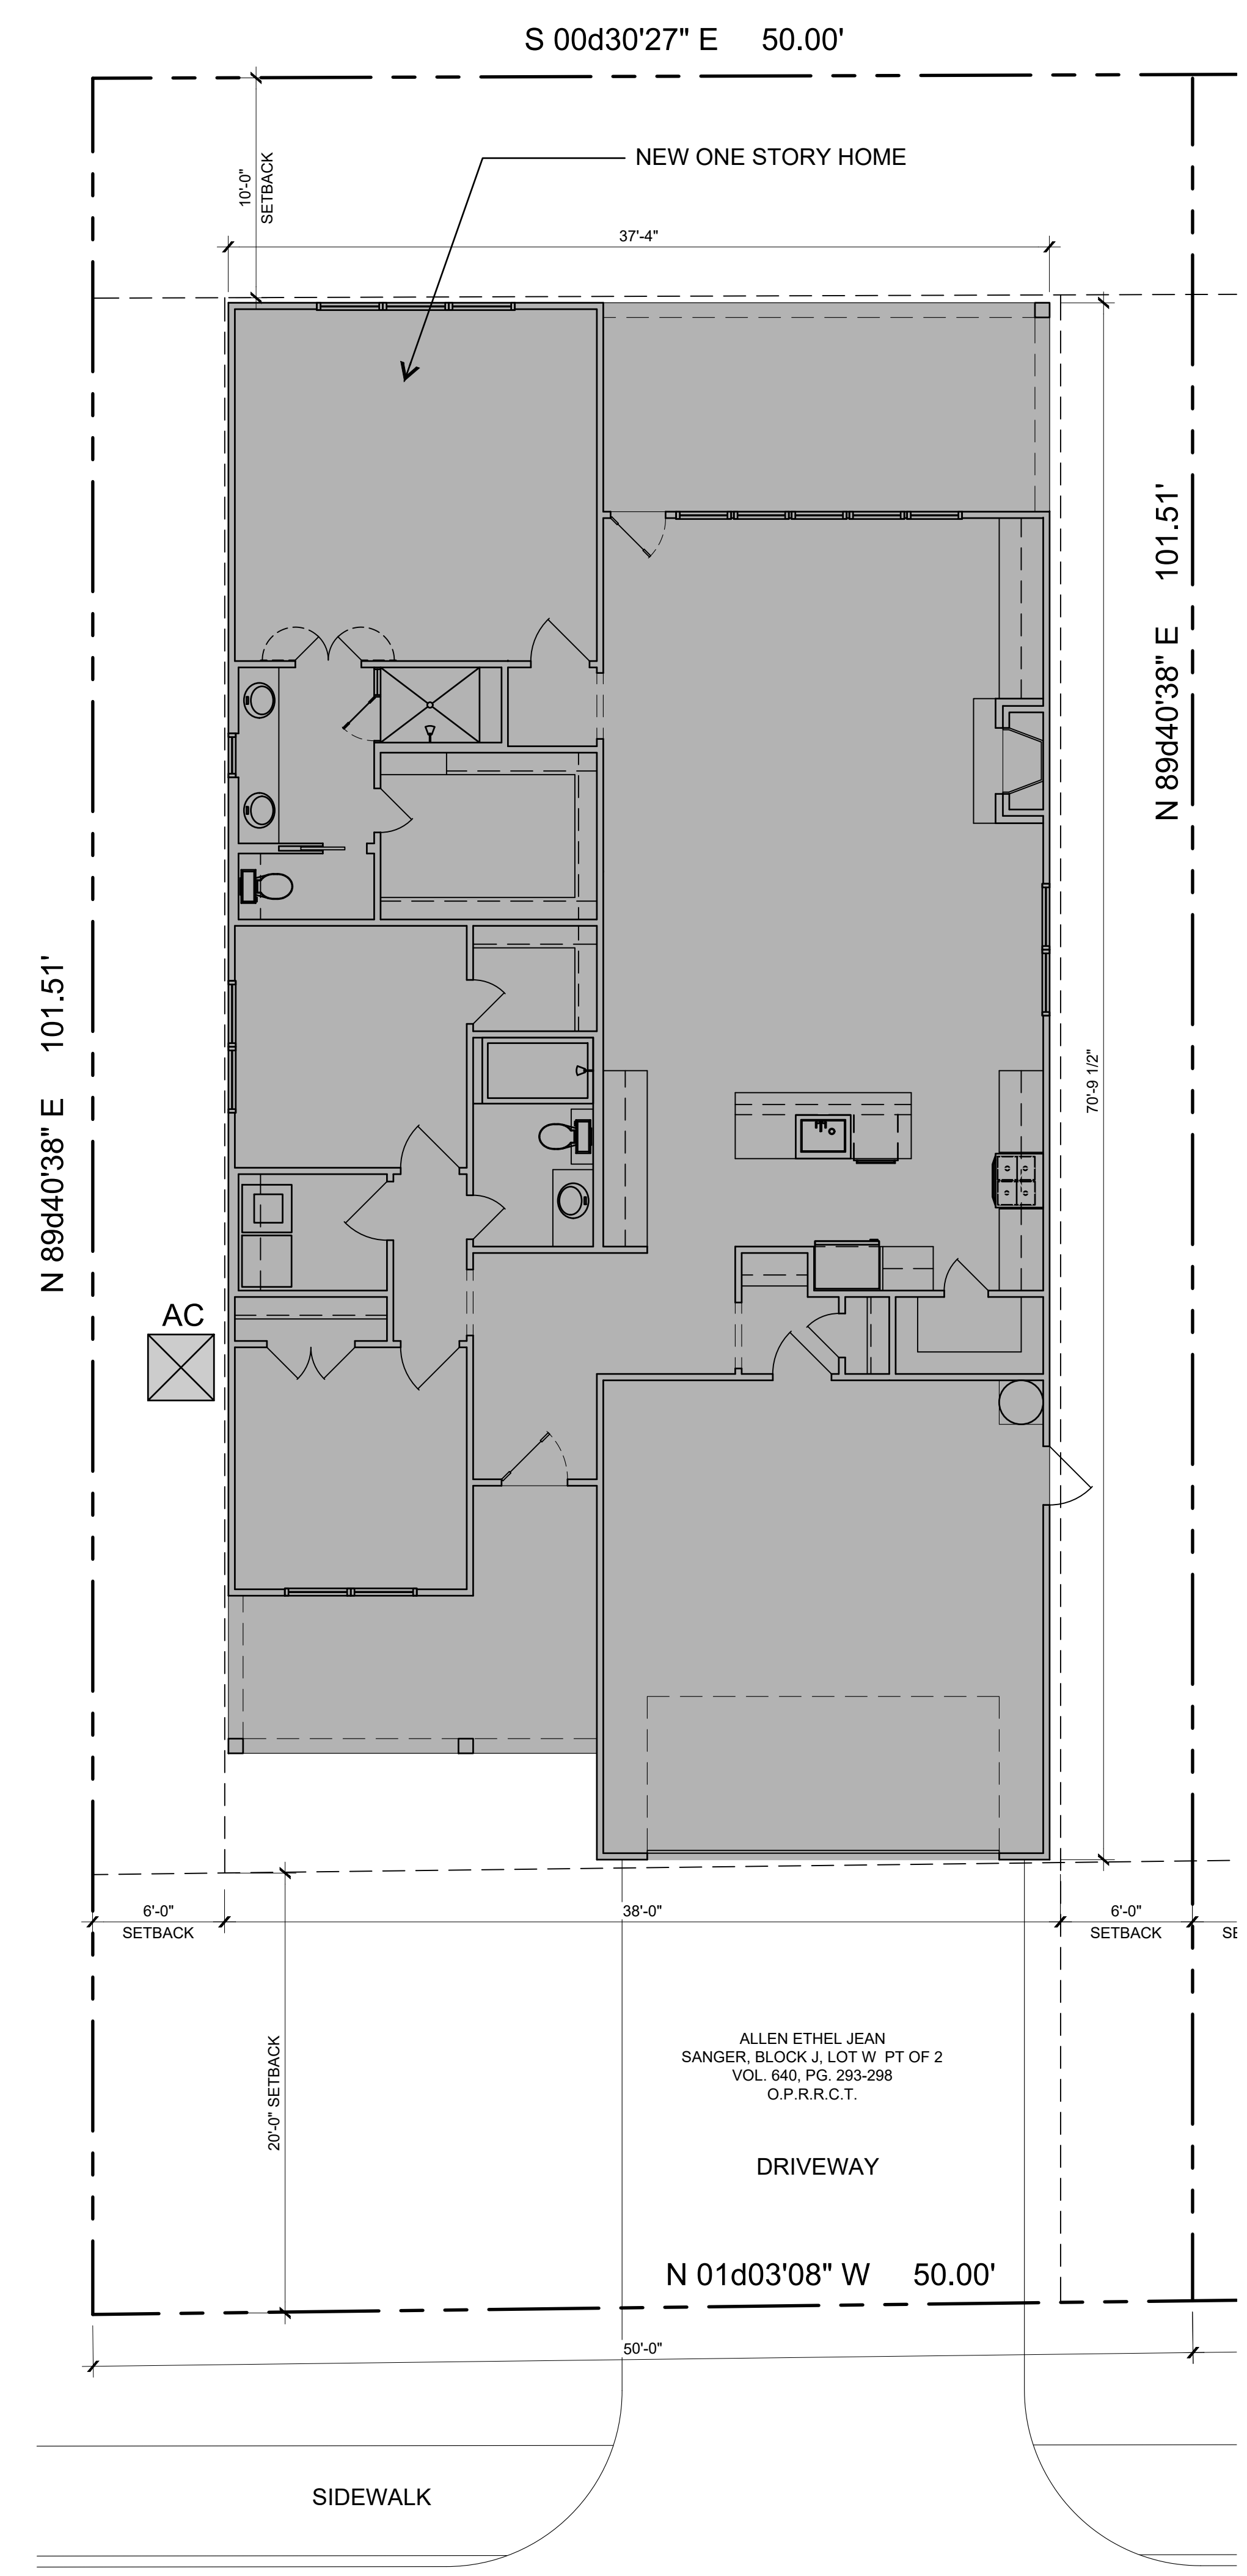 S 00d30'27" E 50.00'
10'-0"
SETBACK
NEW ONE STORY HOME
37'-4"
N 89d40'38" E 101.51'
N 89d40'38" E 101.51'
70'-9 1/2"
AC
6'-0"
SETBACK
38'-0"
6'-0"
SETBACK
SE
20'-0" SETBACK
ALLEN ETHEL JEAN
SANGER, BLOCK J, LOT W PT OF 2
VOL. 640, PG. 293-298
O.P.R.R.C.T.
DRIVEWAY
N 01d03'08" W 50.00'
50'-0"
SIDEWALK